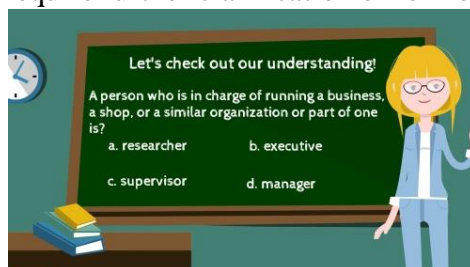 Let's check out our understanding!
A person who is in charge of running a business,
a shop, or a similar organization or part of one
is?
a. researcher b. executive
c. supervisor d. manager